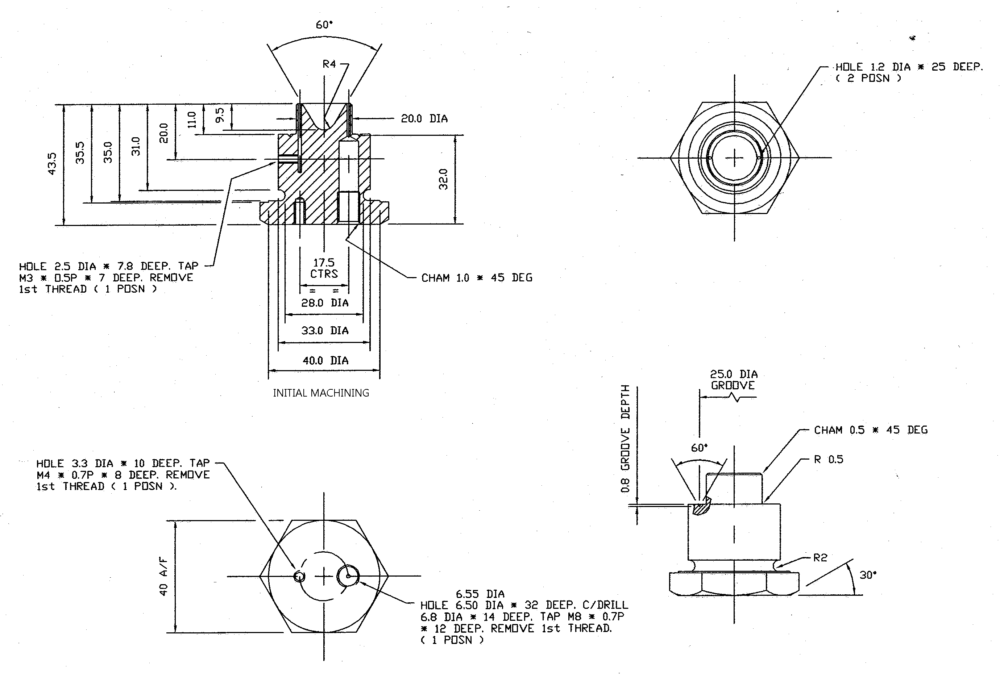 60°
R4
HOLE 1.2 DIA * 25 DEEP.
( 2 POSN )
9.5
11.0
20.0
31.0
35.0
35.5
43.5
20.0 DIA
32.0
HOLE 2.5 DIA * 7.8 DEEP. TAP
M3 * 0.5P * 7 DEEP. REMOVE
1st THREAD ( 1 POSN )
17.5
CTRS
= =
CHAM 1.0 * 45 DEG
28.0 DIA
33.0 DIA
40.0 DIA
INITIAL MACHINING
25.0 DIA
GROOVE
0.8 GROOVE DEPTH
60°
CHAM 0.5 * 45 DEG
R 0.5
R2
30°
HOLE 3.3 DIA * 10 DEEP. TAP
M4 * 0.7P * 8 DEEP. REMOVE
1st THREAD ( 1 POSN ).
40 A/F
6.55 DIA
HOLE 6.50 DIA * 32 DEEP. C/DRILL
6.8 DIA * 14 DEEP. TAP M8 * 0.7P
* 12 DEEP. REMOVE 1st THREAD.
( 1 POSN )